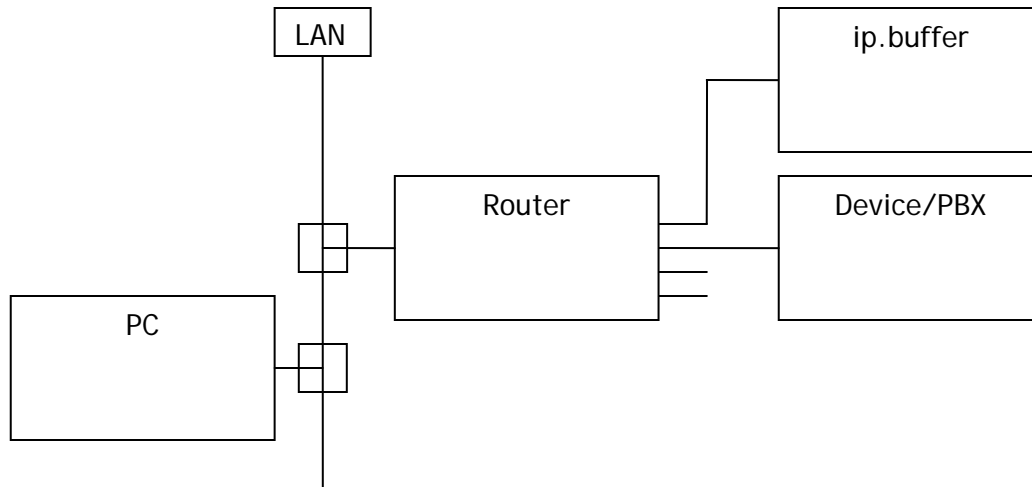 LAN
ip.buffer
Router
Device/PBX
PC